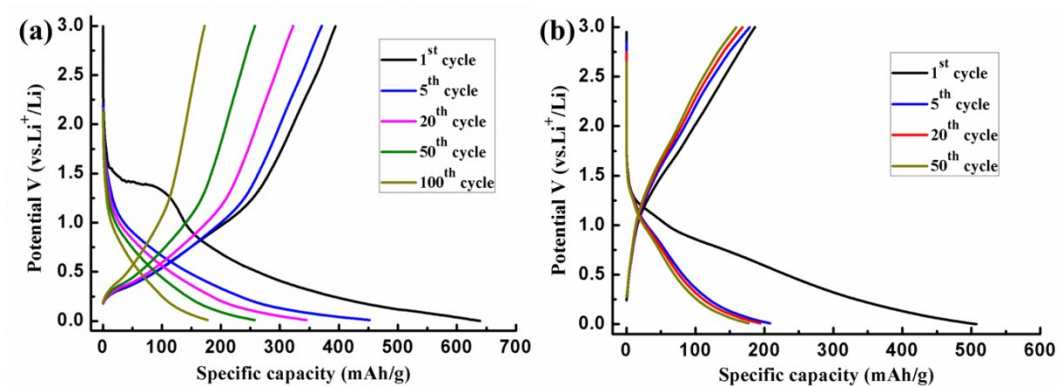 (a)
3.0
2.5
2.0
1.5
1.0
0.5
0.0
Potential V (vs.Li⁺/Li)
1ˢᵗ cycle
5ᵗʰ cycle
20ᵗʰ cycle
50ᵗʰ cycle
100ᵗʰ cycle
0 100 200 300 400 500 600 700
Specific capacity (mAh/g)
(b)
3.0
2.5
2.0
1.5
1.0
0.5
0.0
Potential V (vs.Li⁺/Li)
1ˢᵗ cycle
5ᵗʰ cycle
20ᵗʰ cycle
50ᵗʰ cycle
0 100 200 300 400 500 600
Specific capacity (mAh/g)